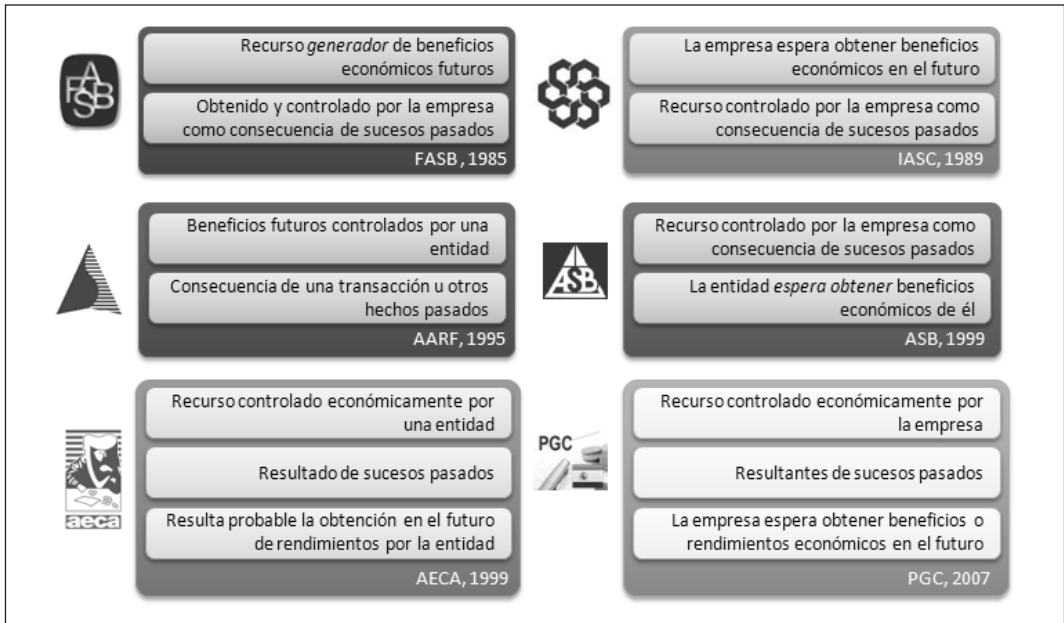 FASB
Recurso generador de beneficios
económicos futuros
Obtenido y controlado por la empresa
como consecuencia de sucesos pasados
FASB, 1985
La empresa espera obtener beneficios
económicos en el futuro
Recurso controlado por la empresa como
consecuencia de sucesos pasados
IASC, 1989
Beneficios futuros controlados por una
entidad
Consecuencia de una transacción u otros
hechos pasados
AARF, 1995
ASB
Recurso controlado por la empresa como
consecuencia de sucesos pasados
La entidad espera obtener beneficios
económicos de él
ASB, 1999
aeca
Recurso controlado económicamente por
una entidad
Resultado de sucesos pasados
Resulta probable la obtención en el futuro
de rendimientos por la entidad
AECA, 1999
PGC
Recurso controlado económicamente por
la empresa
Resultantes de sucesos pasados
La empresa espera obtener beneficios o
rendimientos económicos en el futuro
PGC, 2007